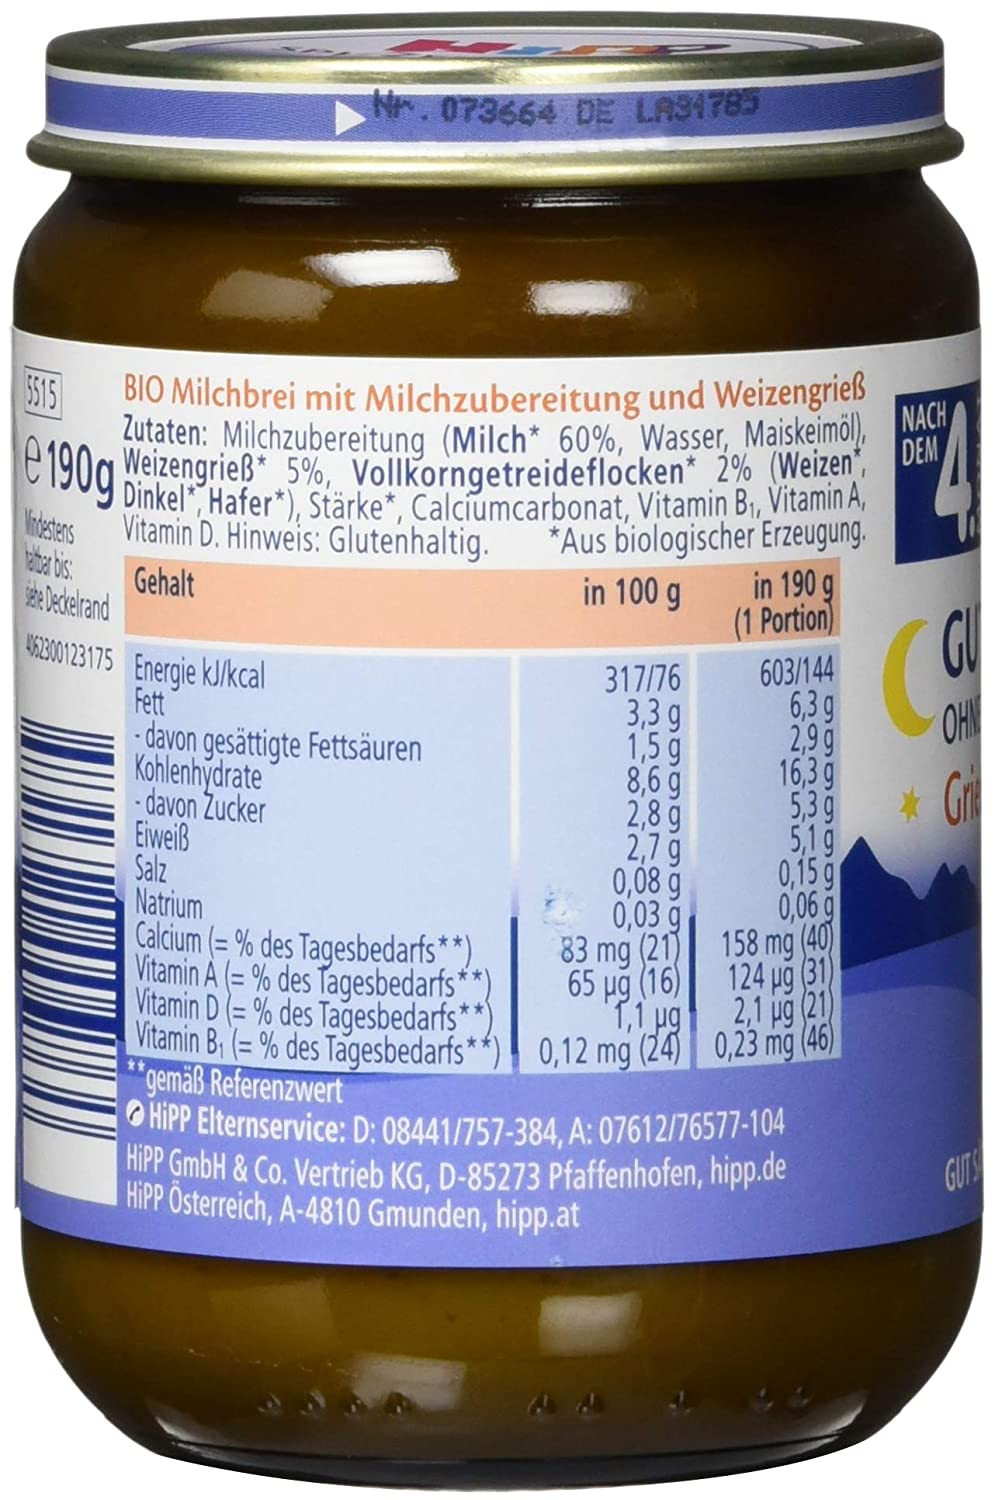 HiPP
Nr. 073664 DE LA31785
5515
e 190g
Mindestens
haltbar bis:
siehe Deckelrand
4062300123175
BIO Milchbrei mit Milchzubereitung und Weizengrieß
Zutaten: Milchzubereitung (Milch* 60%, Wasser, Maiskeimöl),
Weizengrieß* 5%, Vollkorngetreideflocken* 2% (Weizen*,
Dinkel*, Hafer*), Stärke*, Calciumcarbonat, Vitamin B₁, Vitamin A,
Vitamin D. Hinweis: Glutenhaltig. *Aus biologischer Erzeugung.
Gehalt in 100 g in 190 g
(1 Portion)
Energie kJ/kcal 317/76 603/144
Fett 3,3 g 6,3 g
- davon gesättigte Fettsäuren 1,5 g 2,9 g
Kohlenhydrate 8,6 g 16,3 g
- davon Zucker 2,8 g 5,3 g
Eiweiß 2,7 g 5,1 g
Salz 0,08 g 0,15 g
Natrium 0,03 g 0,06 g
Calcium (= % des Tagesbedarfs**) 83 mg (21) 158 mg (40)
Vitamin A (= % des Tagesbedarfs**) 65 µg (16) 124 µg (31)
Vitamin D (= % des Tagesbedarfs**) 1,1 µg 2,1 µg (21)
Vitamin B₁ (= % des Tagesbedarfs**) 0,12 mg (24) 0,23 mg (46)
**gemäß Referenzwert
HiPP Elternservice: D: 08441/757-384, A: 07612/76577-104
HiPP GmbH & Co. Vertrieb KG, D-85273 Pfaffenhofen, hipp.de
HiPP Österreich, A-4810 Gmunden, hipp.at
NACH
DEM 4.
GUT